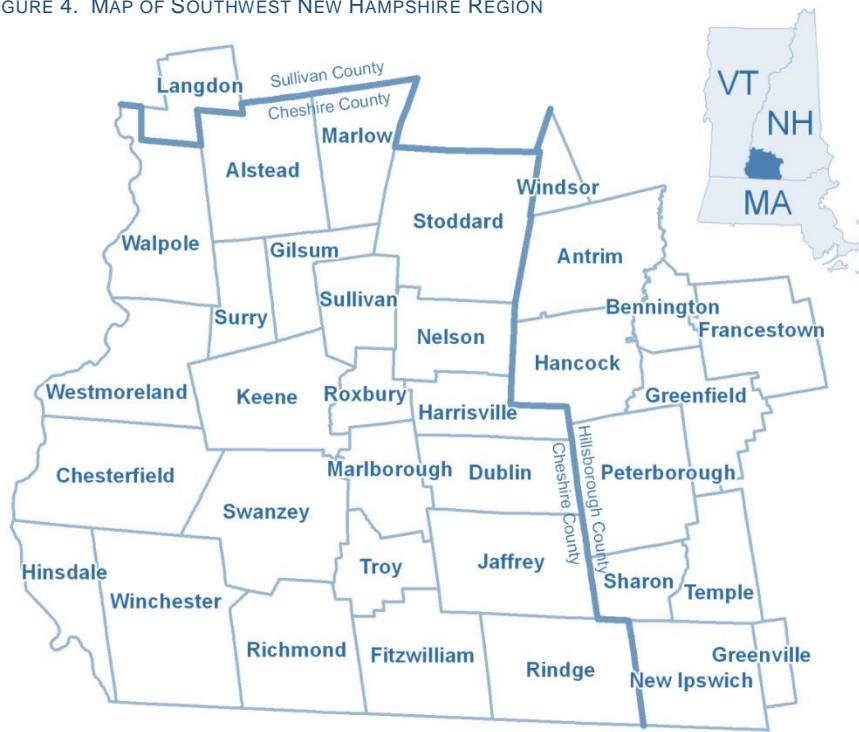 GURE 4. MAP OF SOUTHWEST NEW HAMPSHIRE REGION
VT
NH
MA
Langdon
Sullivan County
Cheshire County
Marlow
Alstead
Windsor
Stoddard
Walpole
Gilsum
Antrim
Sullivan
Surry
Bennington
Francestown
Nelson
Hancock
Westmoreland
Keene
Roxbury
Greenfield
Harrisville
Hillsborough County
Cheshire County
Chesterfield
Marlborough
Dublin
Peterborough
Swanzey
Hinsdale
Troy
Jaffrey
Sharon
Temple
Winchester
Richmond
Fitzwilliam
Rindge
Greenville
New Ipswich